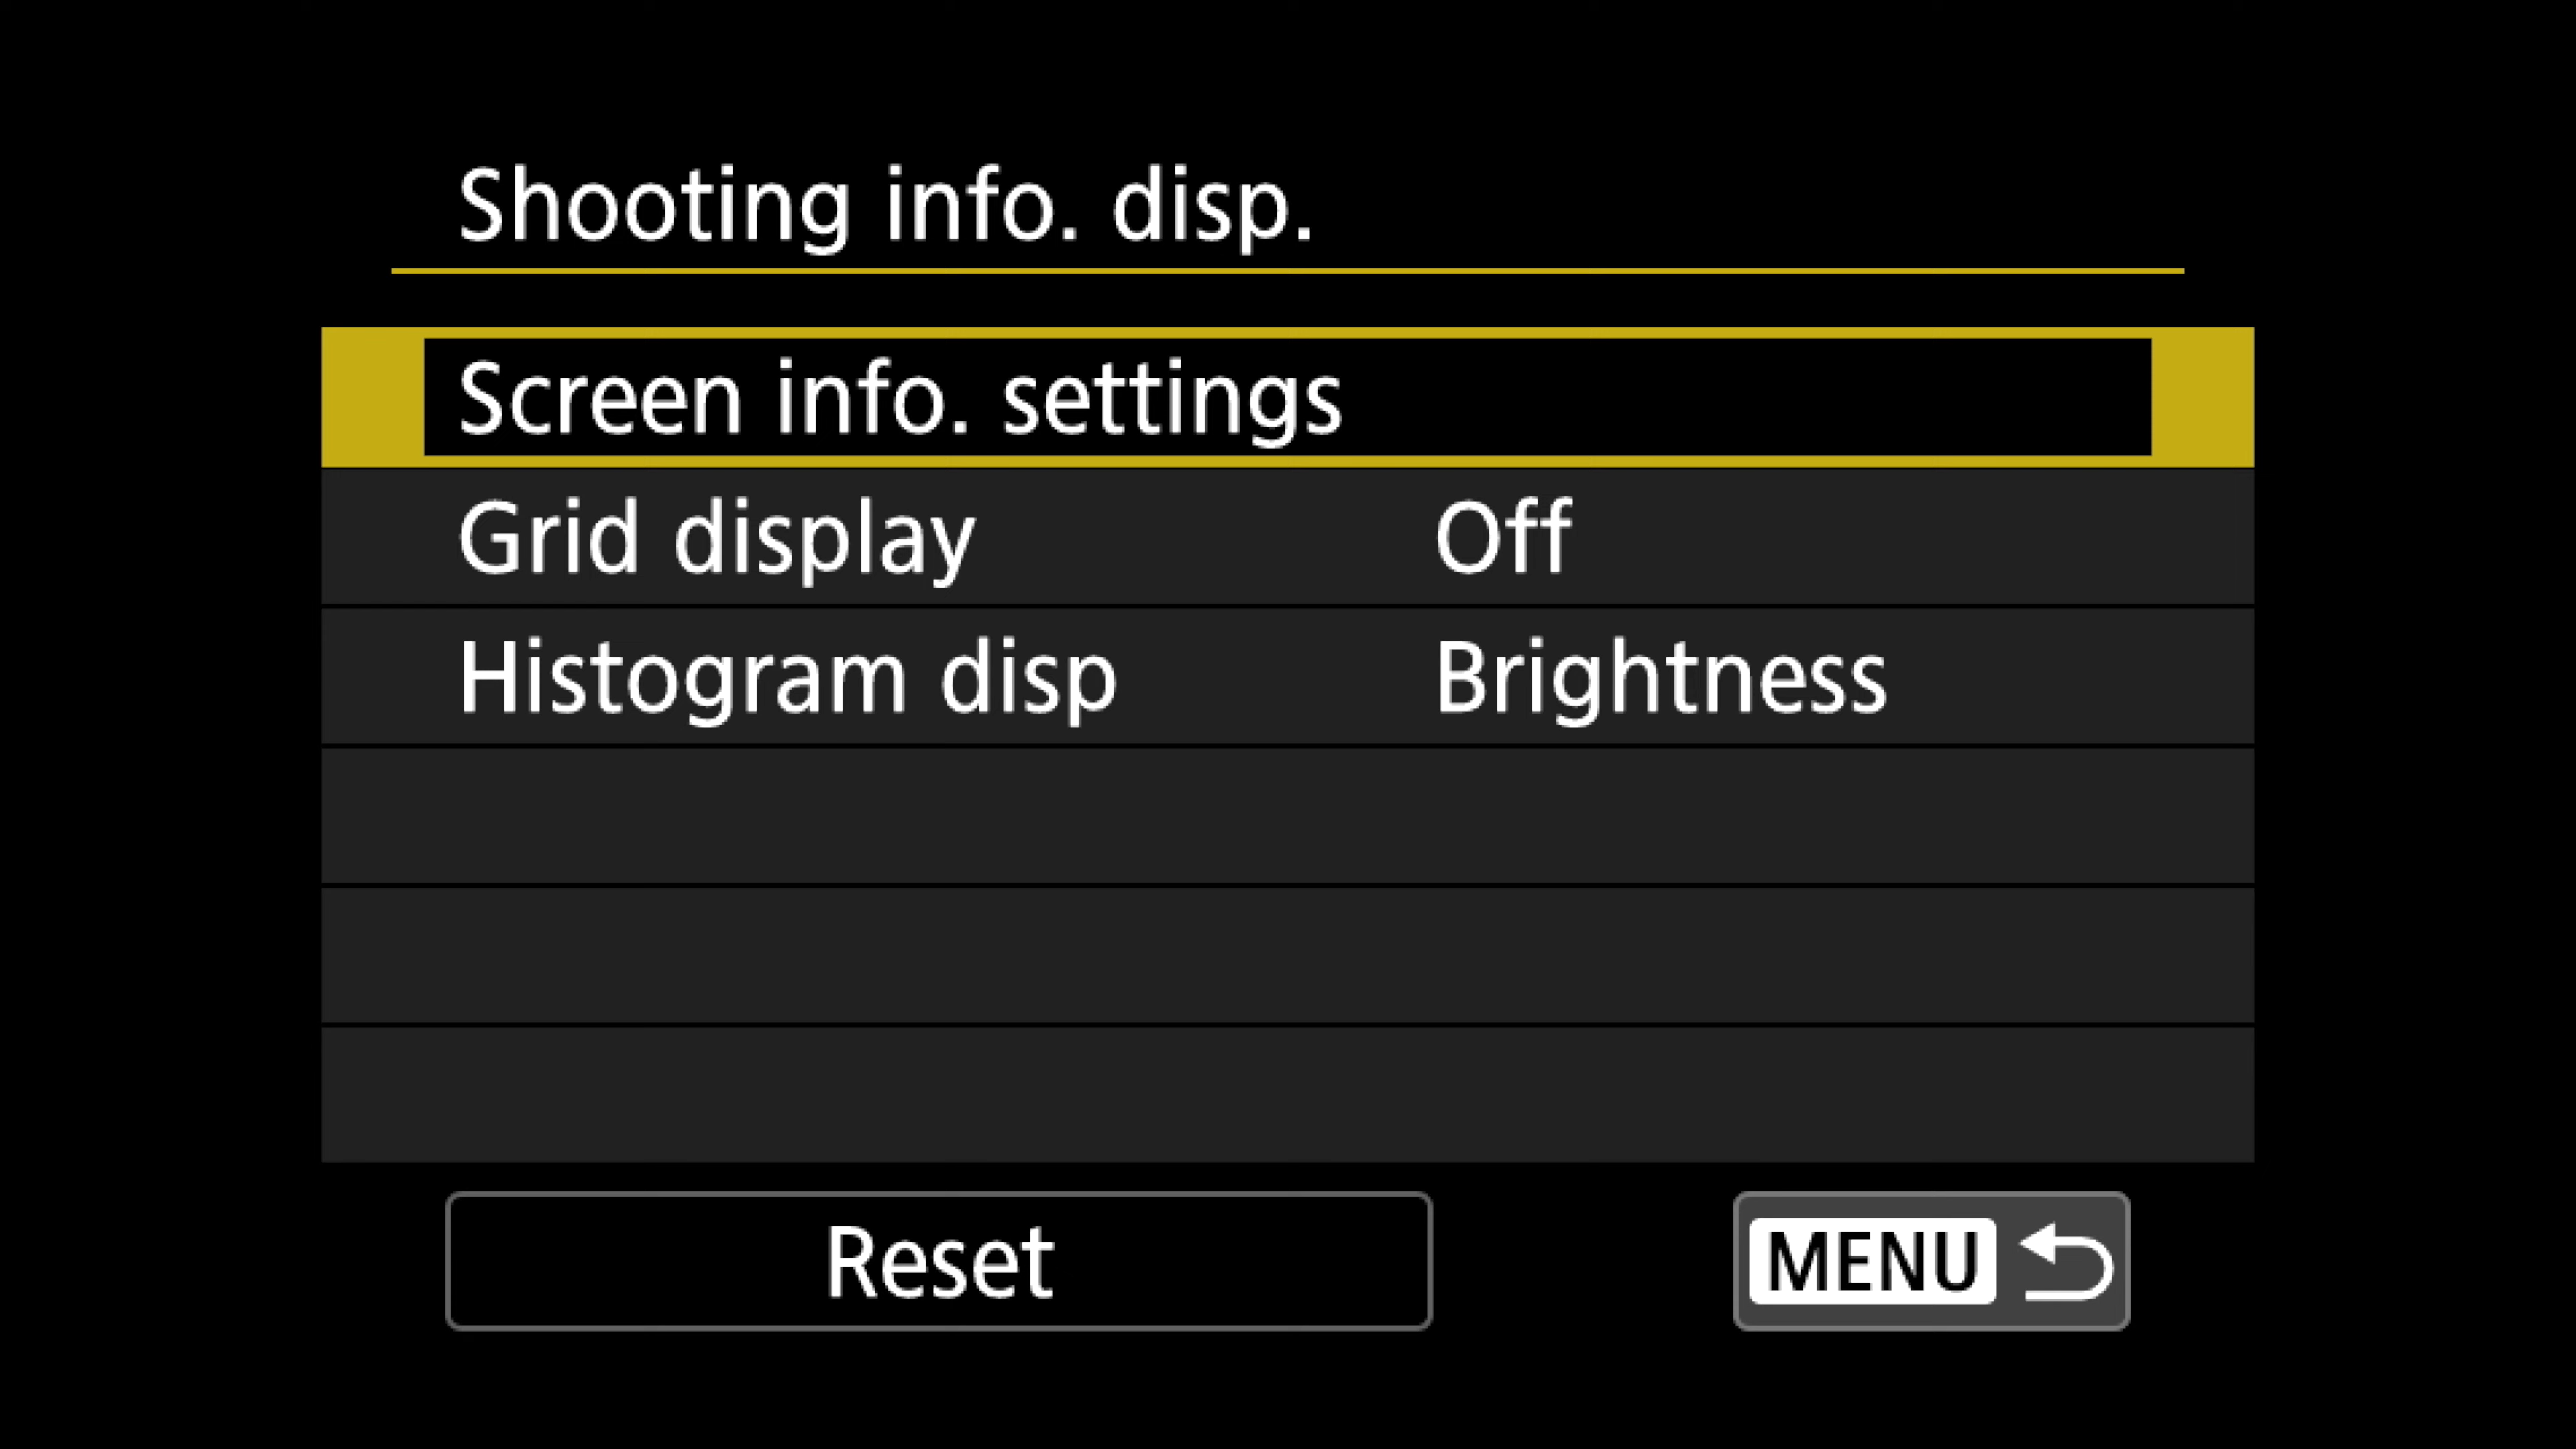 Shooting info. disp.
Screen info. settings
Grid display Off
Histogram disp Brightness
Reset MENU